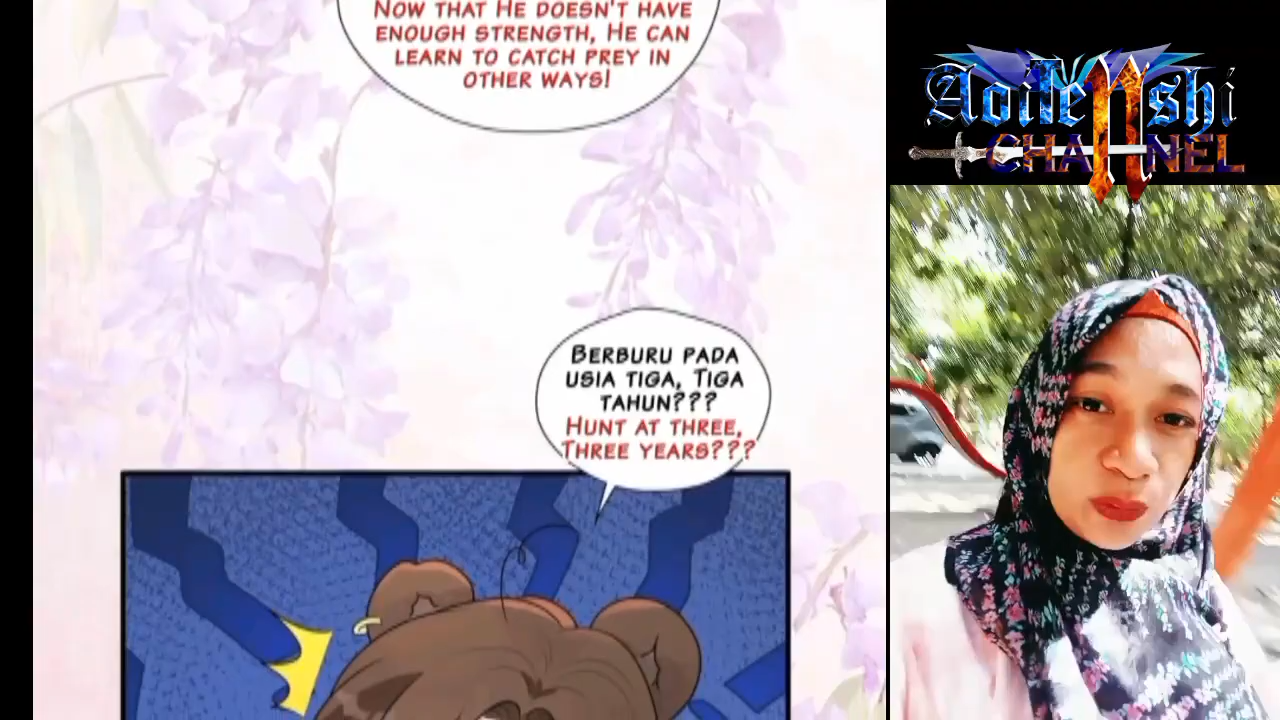 NOW THAT HE DOESN'T HAVE
ENOUGH STRENGTH, HE CAN
LEARN TO CATCH PREY IN
OTHER WAYS!
BERBURU PADA
USIA TIGA, TIGA
TAHUN???
HUNT AT THREE,
THREE YEARS???
AoiTenshi
CHANNEL